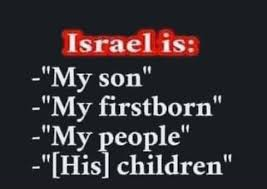 Israel is:
-"My son"
-"My firstborn"
-"My people"
-"[His] children"